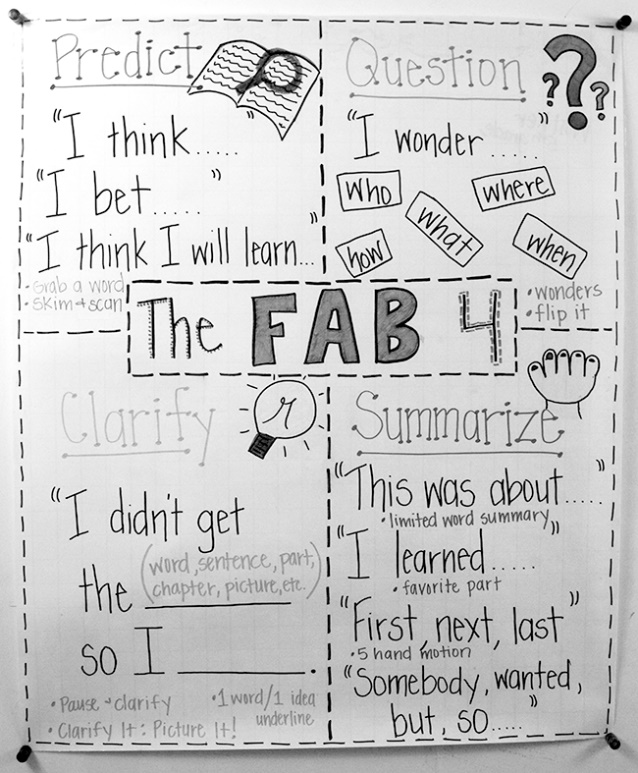 Predict
"I think....."
"I bet....."
"I think I will learn..."
• Grab a word
• Skim + scan
Question
"I wonder ....."
who
what
where
how
when
• wonders
• flip it
The FAB 4
Clarify
r
"I didn't get
the (word, sentence, part,
chapter, picture, etc.)
so I ________.
• Pause + clarify
• 1 word/1 idea
underline
• Clarify It : Picture It!
Summarize
"This was about....."
• limited word summary
"I learned....."
• favorite part
"First, next, last"
• 5 hand motion
"Somebody, wanted,
but, so....."